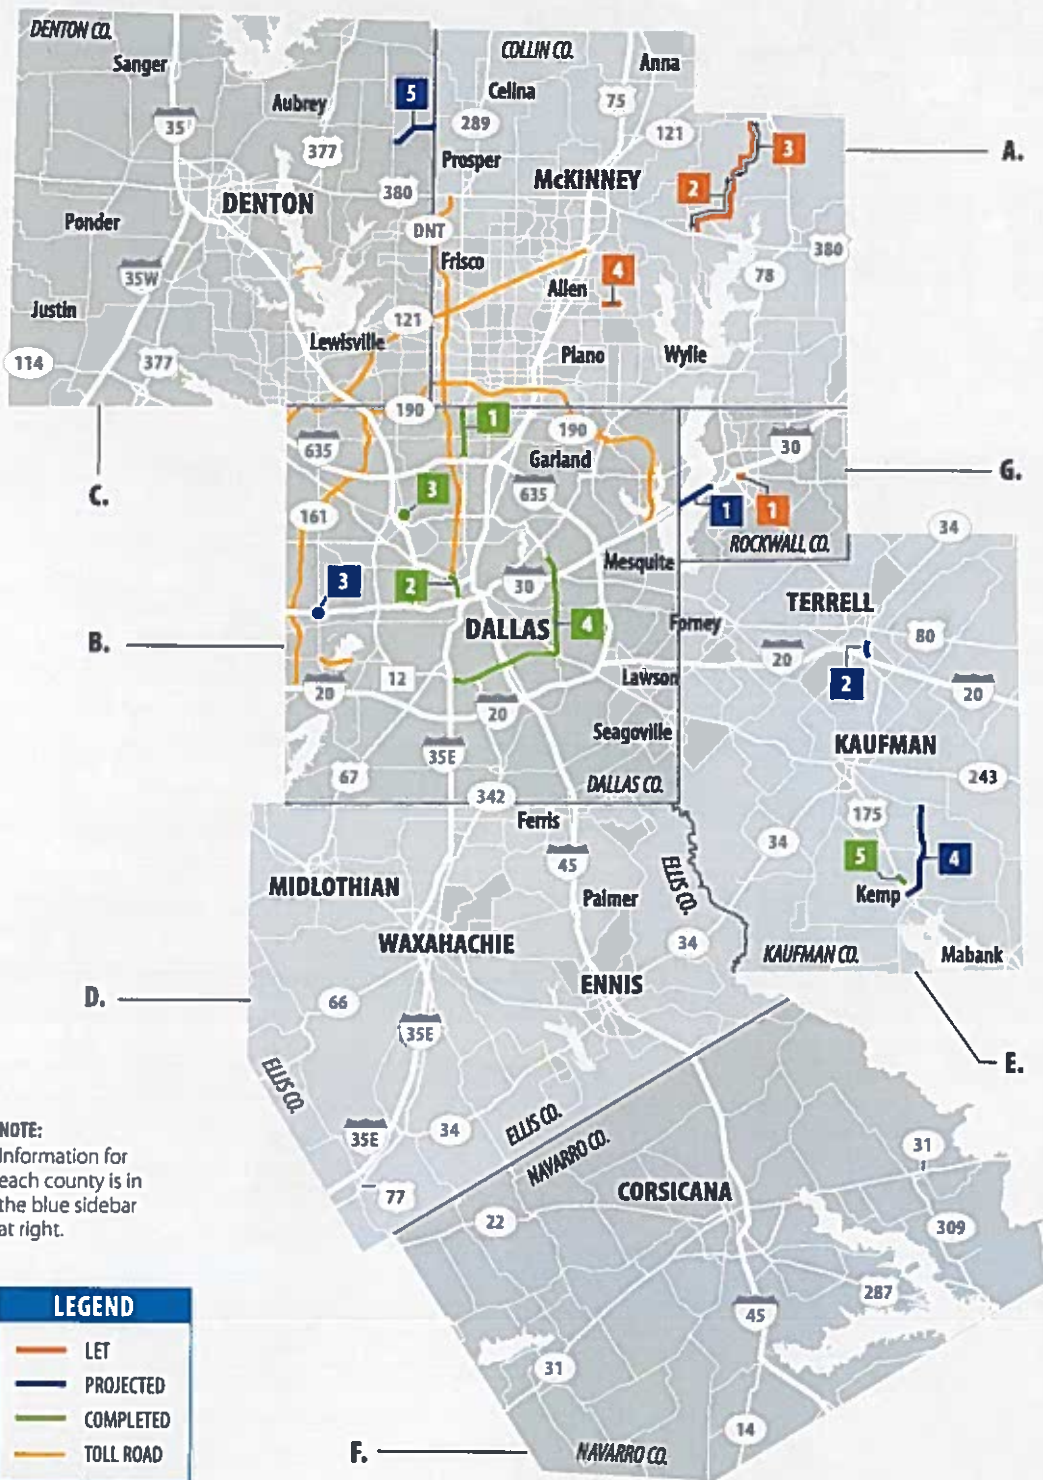 DENTON CO.
Sanger
COLLIN CO.
Anna
Celina
Aubrey
5
35
377
289
75
121
Prosper
3
A.
McKINNEY
2
380
DENTON
Ponder
DNT
380
Frisco
35W
4
78
Allen
Justin
121
Lewisville
Plano
Wylie
114
377
190
1
190
30
635
Garland
G.
C.
3
635
161
1
1
34
ROCKWALL CO.
Mesquite
3
2
30
TERRELL
DALLAS
4
Forney
80
B.
20
Lawson
12
2
20
20
20
Seagoville
KAUFMAN
35E
67
DALLAS CO.
243
342
175
Ferris
34
45
5
4
MIDLOTHIAN
ELLIS CO.
Kemp
Palmer
WAXAHACHIE
34
KAUFMAN CO.
Mabank
ENNIS
D.
66
35E
E.
ELLIS CO.
ELLIS CO.
35E
34
NAVARRO CO.
31
NOTE:
Information for
each county is in
the blue sidebar
at right.
77
CORSICANA
22
309
287
45
LEGEND
LET
PROJECTED
COMPLETED
TOLL ROAD
31
14
F.
NAVARRO CO.